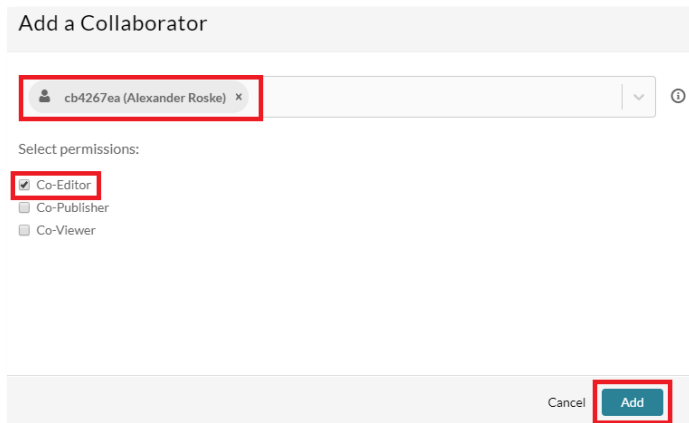 Add a Collaborator
cb4267ea (Alexander Roske) ×
Select permissions:
Co-Editor
Co-Publisher
Co-Viewer
Cancel Add